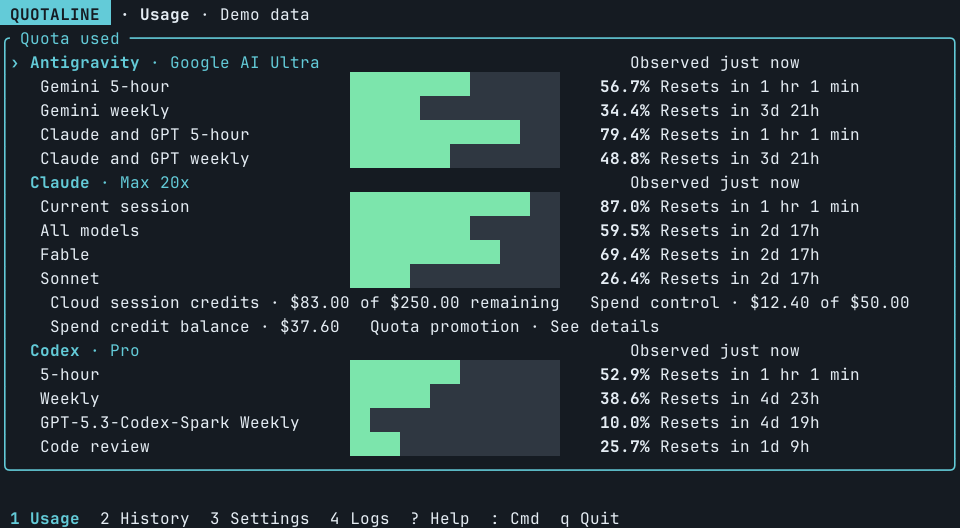 QUOTALINE · Usage · Demo data
Quota used
› Antigravity · Google AI Ultra Observed just now
Gemini 5-hour 56.7% Resets in 1 hr 1 min
Gemini weekly 34.4% Resets in 3d 21h
Claude and GPT 5-hour 79.4% Resets in 1 hr 1 min
Claude and GPT weekly 48.8% Resets in 3d 21h
Claude · Max 20x Observed just now
Current session 87.0% Resets in 1 hr 1 min
All models 59.5% Resets in 2d 17h
Fable 69.4% Resets in 2d 17h
Sonnet 26.4% Resets in 2d 17h
Cloud session credits · $83.00 of $250.00 remaining Spend control · $12.40 of $50.00
Spend credit balance · $37.60 Quota promotion · See details
Codex · Pro Observed just now
5-hour 52.9% Resets in 1 hr 1 min
Weekly 38.6% Resets in 4d 23h
GPT-5.3-Codex-Spark Weekly 10.0% Resets in 4d 19h
Code review 25.7% Resets in 1d 9h
1 Usage 2 History 3 Settings 4 Logs ? Help : Cmd q Quit